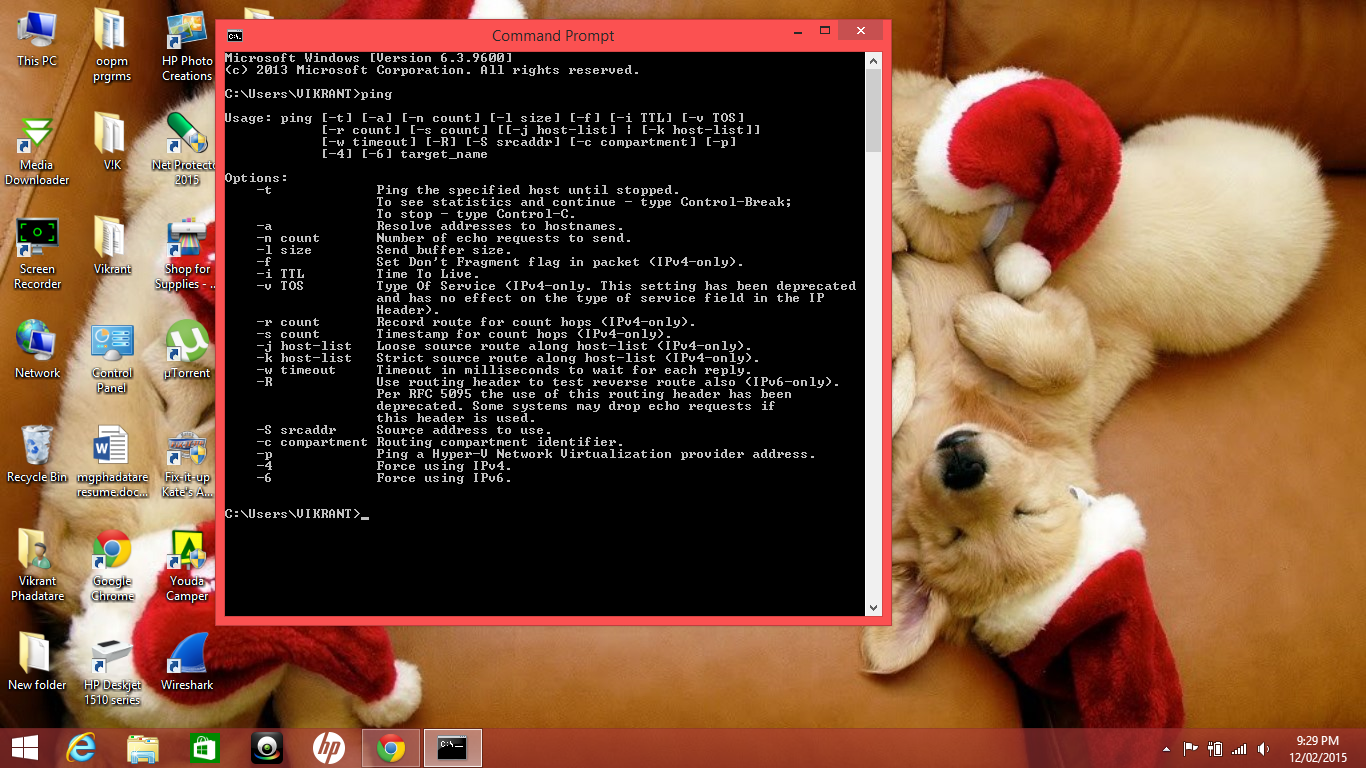 This PC
oopm
prgrms
HP Photo
Creations
Media
Downloader
V!K
Net Protecto
2015
Screen
Recorder
Vikrant
Shop for
Supplies - ...
Network
Control
Panel
µTorrent
Recycle Bin
mgphadatare
resume.doc...
Fix-it-up
Kate's A...
Vikrant
Phadatare
Google
Chrome
Youda
Camper
New folder
HP Deskjet
1510 series
Wireshark
Command Prompt
Microsoft Windows [Version 6.3.9600]
(c) 2013 Microsoft Corporation. All rights reserved.
C:\Users\VIKRANT>ping
Usage: ping [-t] [-a] [-n count] [-l size] [-f] [-i TTL] [-v TOS]
[-r count] [-s count] [[-j host-list] | [-k host-list]]
[-w timeout] [-R] [-S srcaddr] [-c compartment] [-p]
[-4] [-6] target_name
Options:
-t Ping the specified host until stopped.
To see statistics and continue - type Control-Break;
To stop - type Control-C.
-a Resolve addresses to hostnames.
-n count Number of echo requests to send.
-l size Send buffer size.
-f Set Don't Fragment flag in packet (IPv4-only).
-i TTL Time To Live.
-v TOS Type Of Service (IPv4-only. This setting has been deprecated
and has no effect on the type of service field in the IP
Header).
-r count Record route for count hops (IPv4-only).
-s count Timestamp for count hops (IPv4-only).
-j host-list Loose source route along host-list (IPv4-only).
-k host-list Strict source route along host-list (IPv4-only).
-w timeout Timeout in milliseconds to wait for each reply.
-R Use routing header to test reverse route also (IPv6-only).
Per RFC 5095 the use of this routing header has been
deprecated. Some systems may drop echo requests if
this header is used.
-S srcaddr Source address to use.
-c compartment Routing compartment identifier.
-p Ping a Hyper-V Network Virtualization provider address.
-4 Force using IPv4.
-6 Force using IPv6.
C:\Users\VIKRANT>_
hp
9:29 PM
12/02/2015